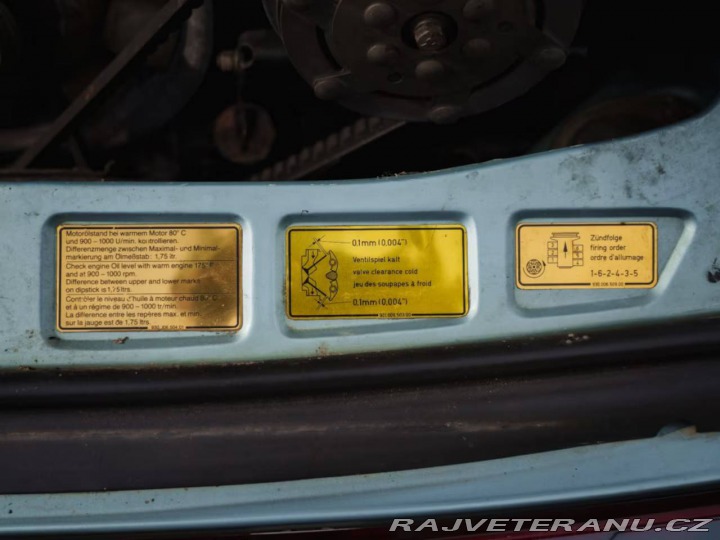 Motorölstand bei warmem Motor 80° C
und 900 – 1000 U/min. kontrollieren.
Differenzmenge zwischen Maximal- und Minimal-
markierung am Ölmeßstab: 1,75 ltr.
Check engine Oil level with warm engine
and at 900 – 1000 rpm.
Difference between upper and lower marks
on dipstick is 1,75 ltrs.
Contrôler le niveau d'huile à moteur chaud 80° C
et à un régime de 900 – 1000 tr/min.
La différence entre les repères max. et mini.
sur la jauge est de 1,75 ltrs.
0.1mm (0.004")
Ventilspiel kalt
valve clearance cold
jeu des soupapes à froid
0.1mm (0.004")
Zündfolge
firing order
ordre d'allumage
1-6-2-4-3-5
RAJVETERANU.CZ